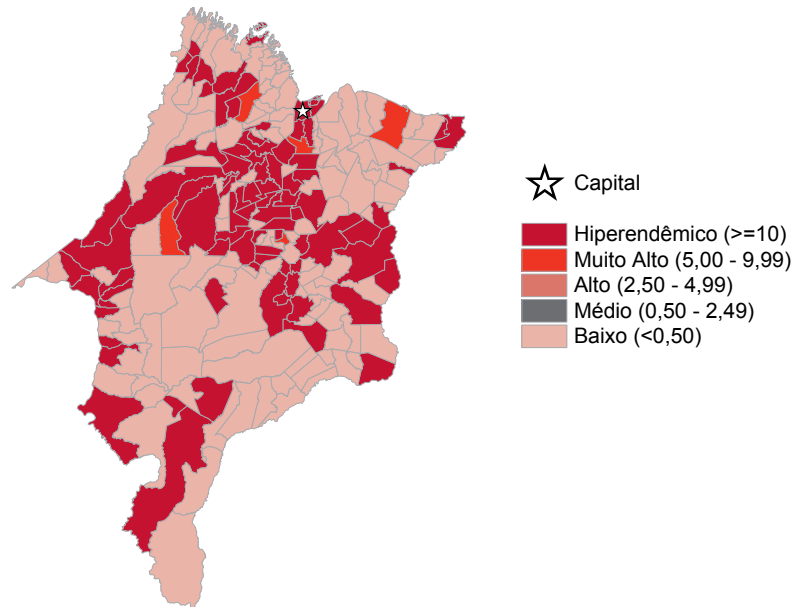 Capital
Hiperendêmico (>=10)
Muito Alto (5,00 - 9,99)
Alto (2,50 - 4,99)
Médio (0,50 - 2,49)
Baixo (<0,50)